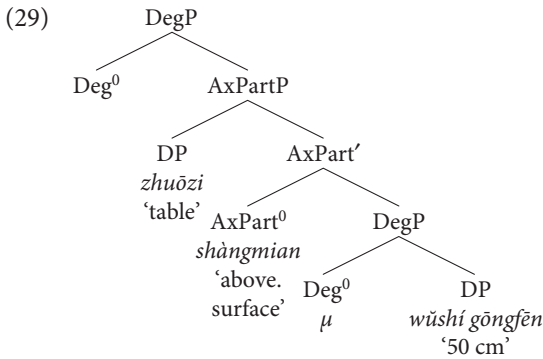 (29) DegP
Deg⁰ AxPartP
DP AxPart′
zhuōzi
‘table’ AxPart⁰ DegP
shàngmian
‘above.
surface’ Deg⁰ DP
μ wǔshí gōngfēn
‘50 cm’